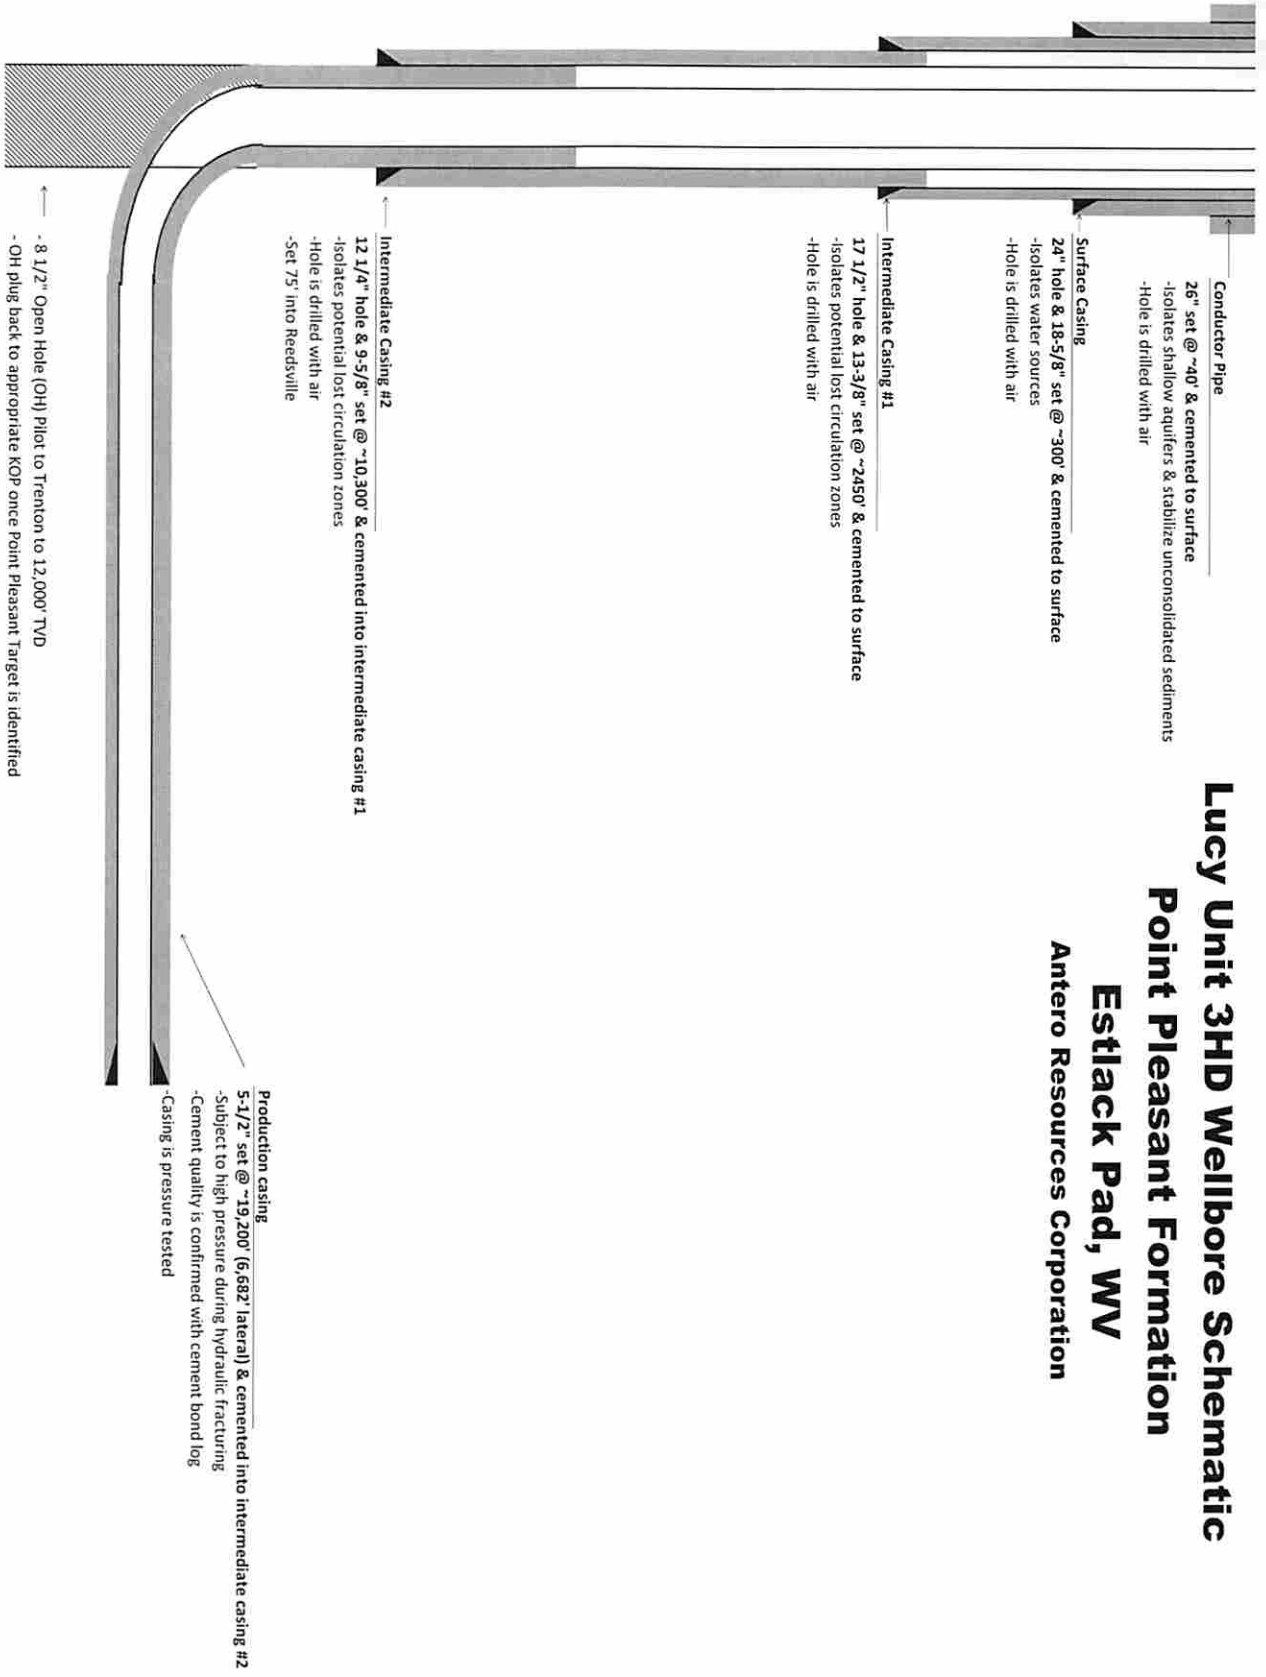 Lucy Unit 3HD Wellbore Schematic
Point Pleasant Formation
Estlack Pad, WV
Antero Resources Corporation
Conductor Pipe
26" set @ ~40' & cemented to surface
-Isolates shallow aquifers & stabilize unconsolidated sediments
-Hole is drilled with air
Surface Casing
24" hole & 18-5/8" set @ ~300' & cemented to surface
-Isolates water sources
-Hole is drilled with air
Intermediate Casing #1
17 1/2" hole & 13-3/8" set @ ~2450' & cemented to surface
-Isolates potential lost circulation zones
-Hole is drilled with air
Intermediate Casing #2
12 1/4" hole & 9-5/8" set @ ~10,300' & cemented into intermediate casing #1
-Isolates potential lost circulation zones
-Hole is drilled with air
-Set 75' into Reedsville
Production casing
5-1/2" set @ ~19,200' (6,682' lateral) & cemented into intermediate casing #2
-Subject to high pressure during hydraulic fracturing
-Cement quality is confirmed with cement bond log
-Casing is pressure tested
- 8 1/2" Open Hole (OH) Pilot to Trenton to 12,000' TVD
- OH plug back to appropriate KOP once Point Pleasant Target is identified